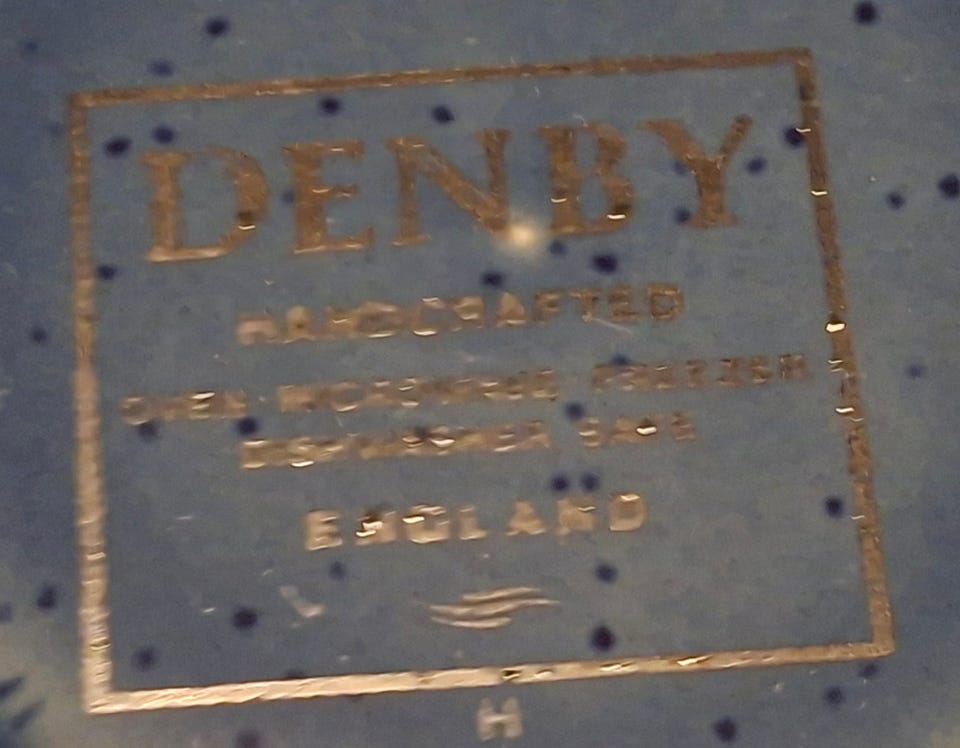 DENBY
HANDCRAFTED
OVEN MICROWAVE FREEZER
DISHWASHER SAFE
ENGLAND
H